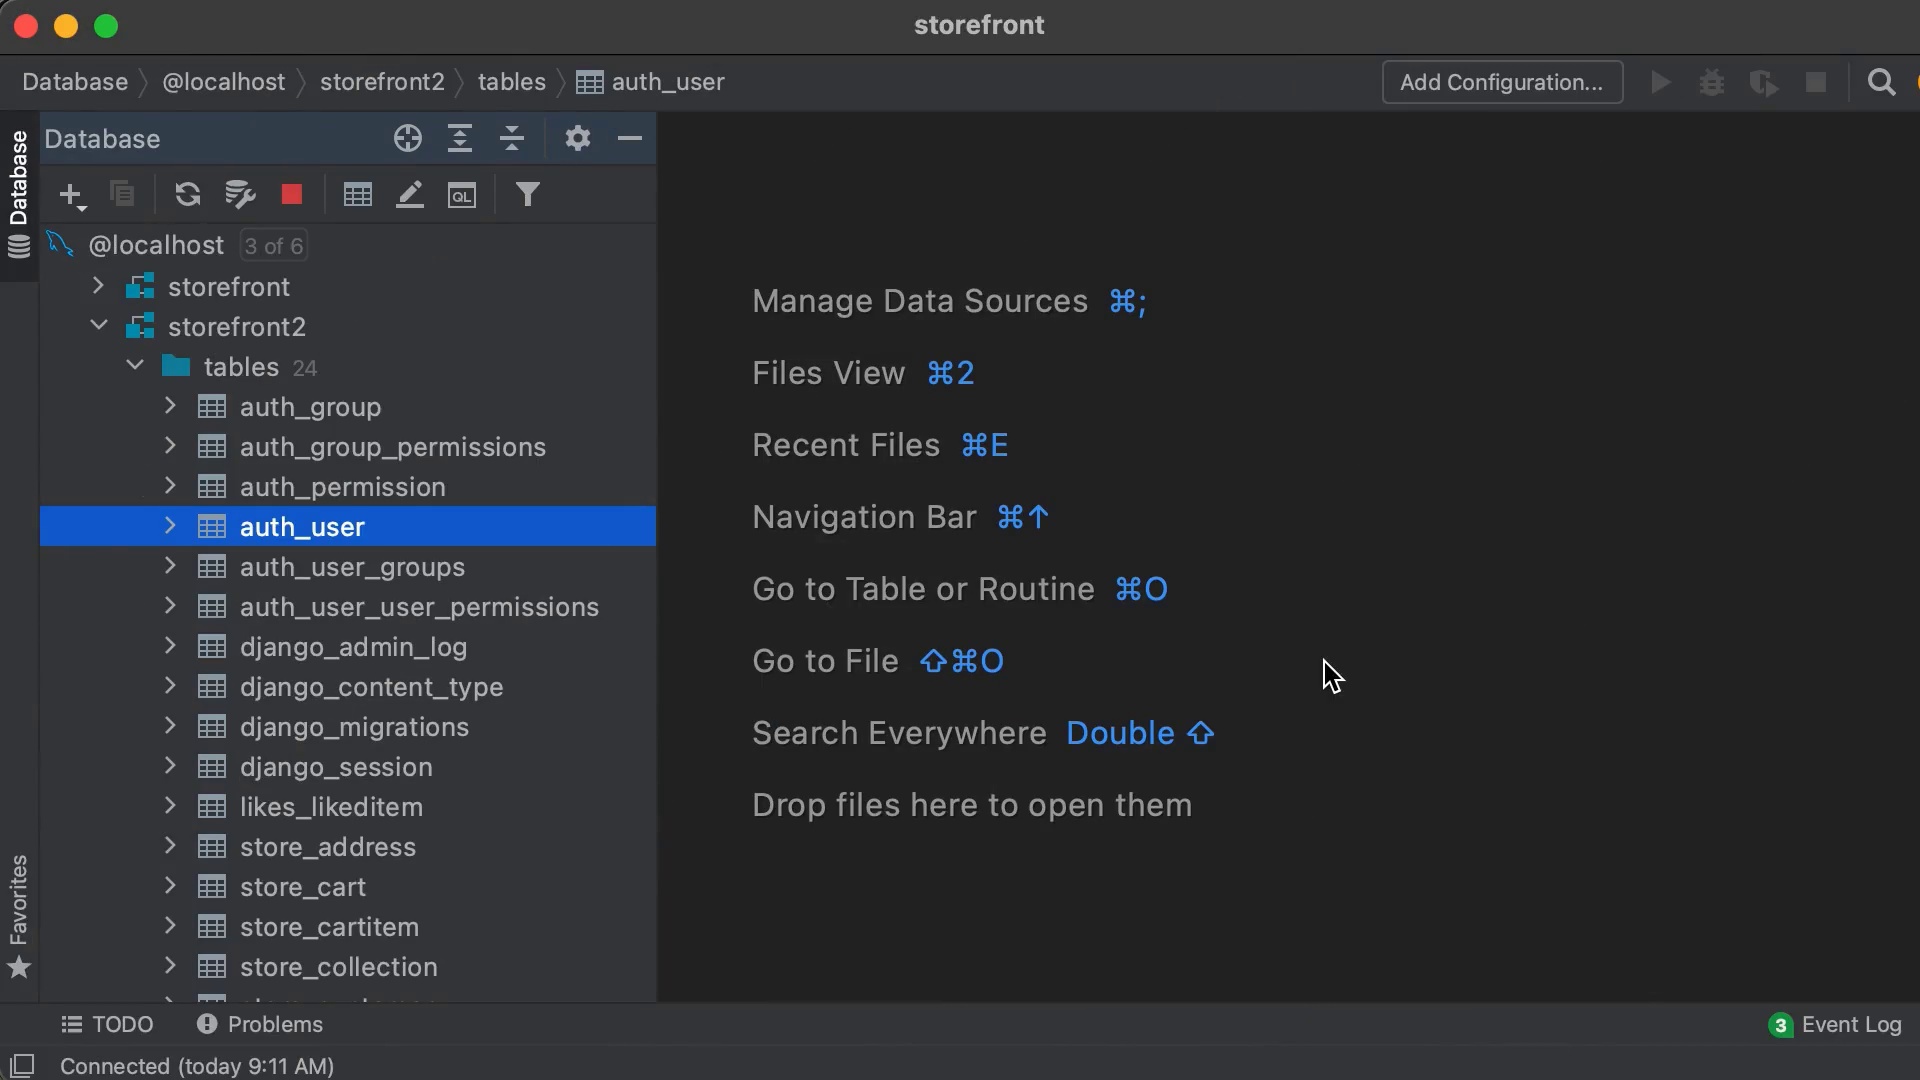 storefront
Database @localhost storefront2 tables auth_user
Add Configuration...
Database
Database
QL
@localhost 3 of 6
storefront
storefront2
tables 24
auth_group
auth_group_permissions
auth_permission
auth_user
auth_user_groups
auth_user_user_permissions
django_admin_log
django_content_type
django_migrations
django_session
likes_likeditem
store_address
store_cart
store_cartitem
store_collection
Manage Data Sources ⌘;
Files View ⌘2
Recent Files ⌘E
Navigation Bar ⌘↑
Go to Table or Routine ⌘O
Go to File ⇧⌘O
Search Everywhere Double ⇧
Drop files here to open them
Favorites
TODO
Problems
3 Event Log
Connected (today 9:11 AM)